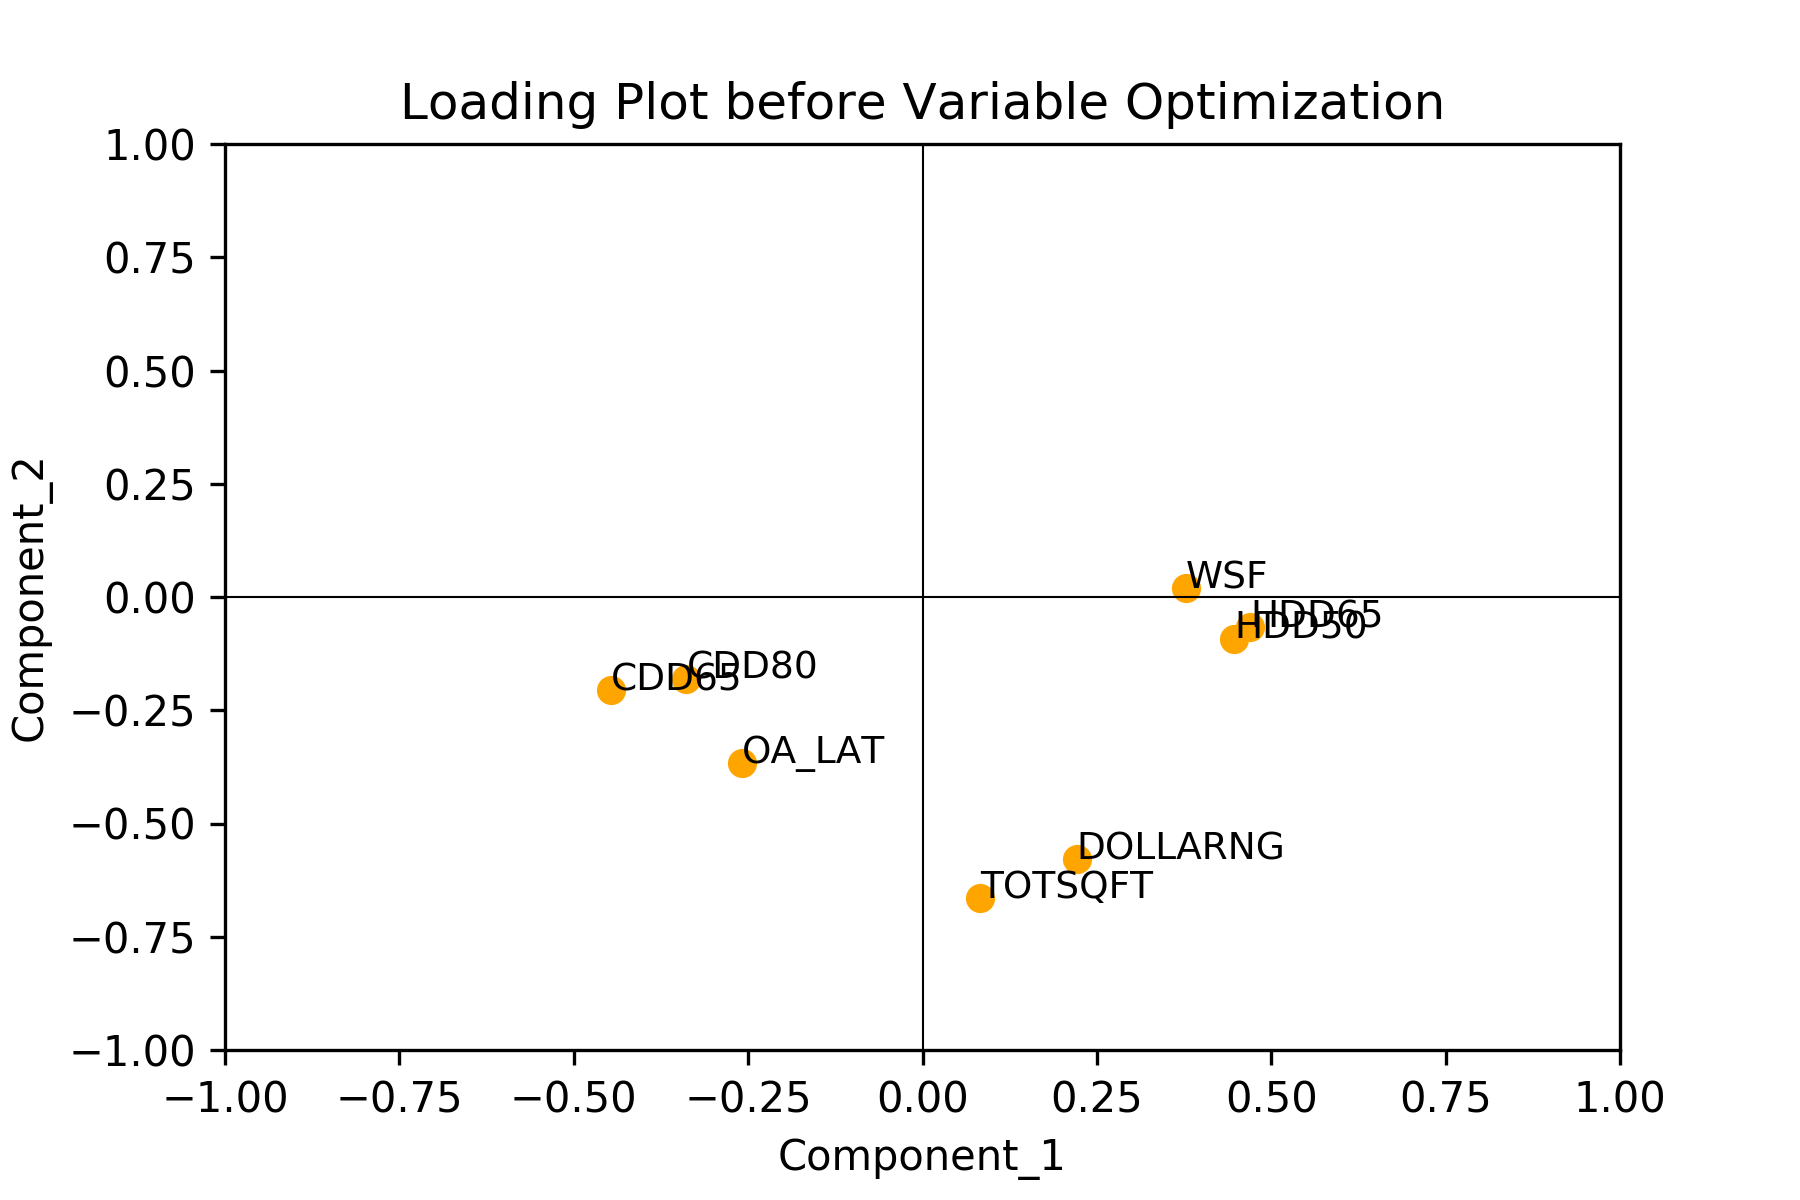 Loading Plot before Variable Optimization
1.00
0.75
0.50
0.25
0.00
−0.25
−0.50
−0.75
−1.00
Component_2
WSF
HDD65
HDD50
CDD80
CDD65
OA_LAT
DOLLARNG
TOTSQFT
−1.00 −0.75 −0.50 −0.25 0.00 0.25 0.50 0.75 1.00
Component_1